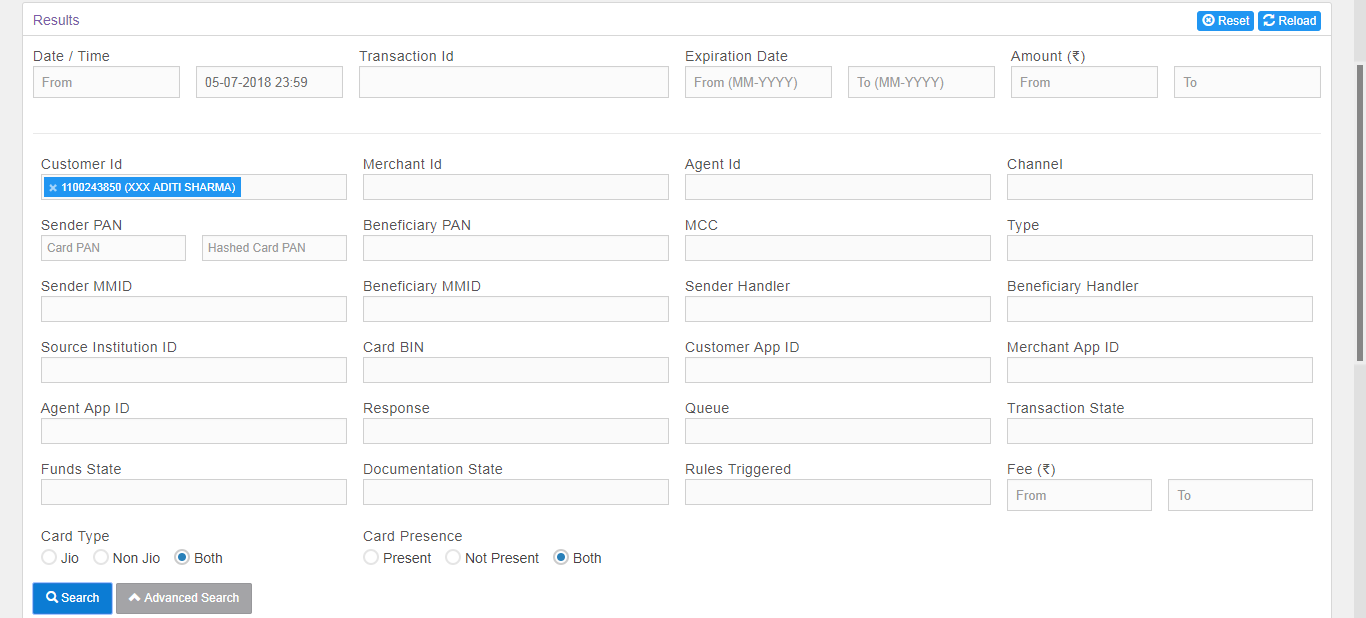 Results
Reset Reload
Date / Time Transaction Id Expiration Date Amount (₹)
From 05-07-2018 23:59 From (MM-YYYY) To (MM-YYYY) From To
Customer Id Merchant Id Agent Id Channel
× 1100243850 (XXX ADITI SHARMA)
Sender PAN Beneficiary PAN MCC Type
Card PAN Hashed Card PAN
Sender MMID Beneficiary MMID Sender Handler Beneficiary Handler
Source Institution ID Card BIN Customer App ID Merchant App ID
Agent App ID Response Queue Transaction State
Funds State Documentation State Rules Triggered Fee (₹)
From To
Card Type Card Presence
Jio Non Jio Both Present Not Present Both
Search Advanced Search